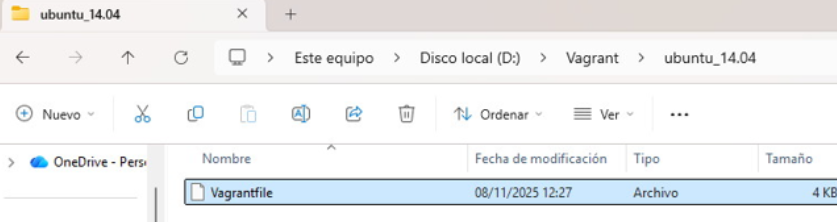 ubuntu_14.04
Este equipo > Disco local (D:) > Vagrant > ubuntu_14.04
Nuevo Ordenar Ver ...
OneDrive - Pers
Nombre Fecha de modificación Tipo Tamaño
Vagrantfile 08/11/2025 12:27 Archivo 4 KB